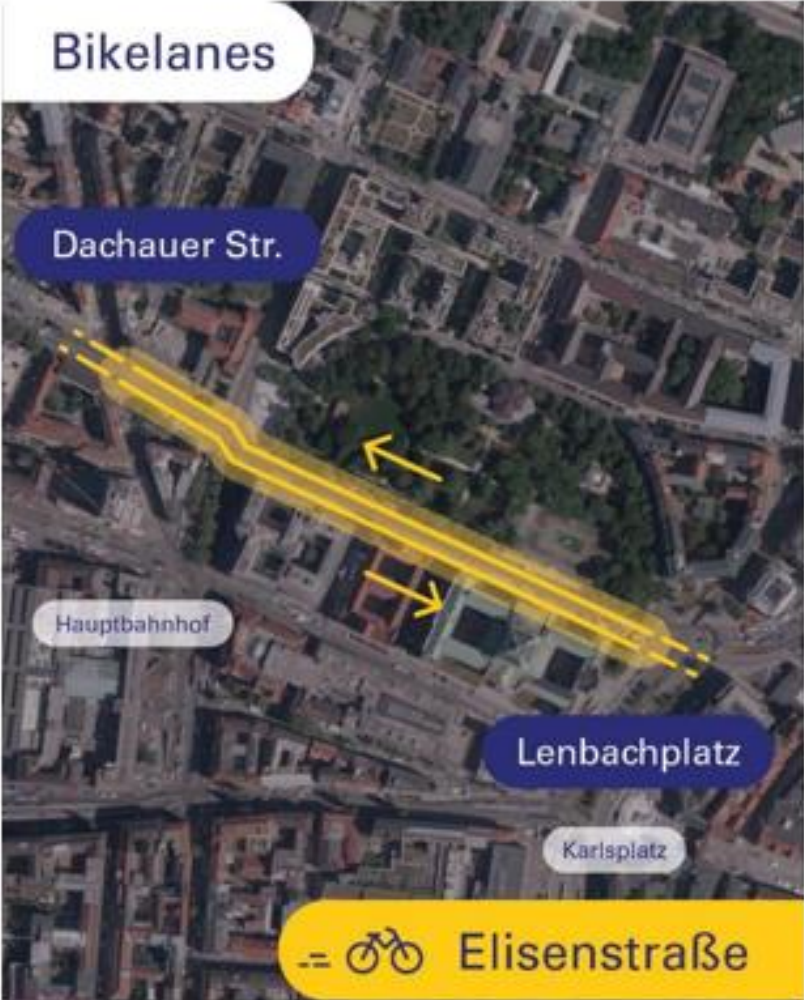 Bikelanes
Dachauer Str.
Hauptbahnhof
Lenbachplatz
Karlsplatz
Elisenstraße